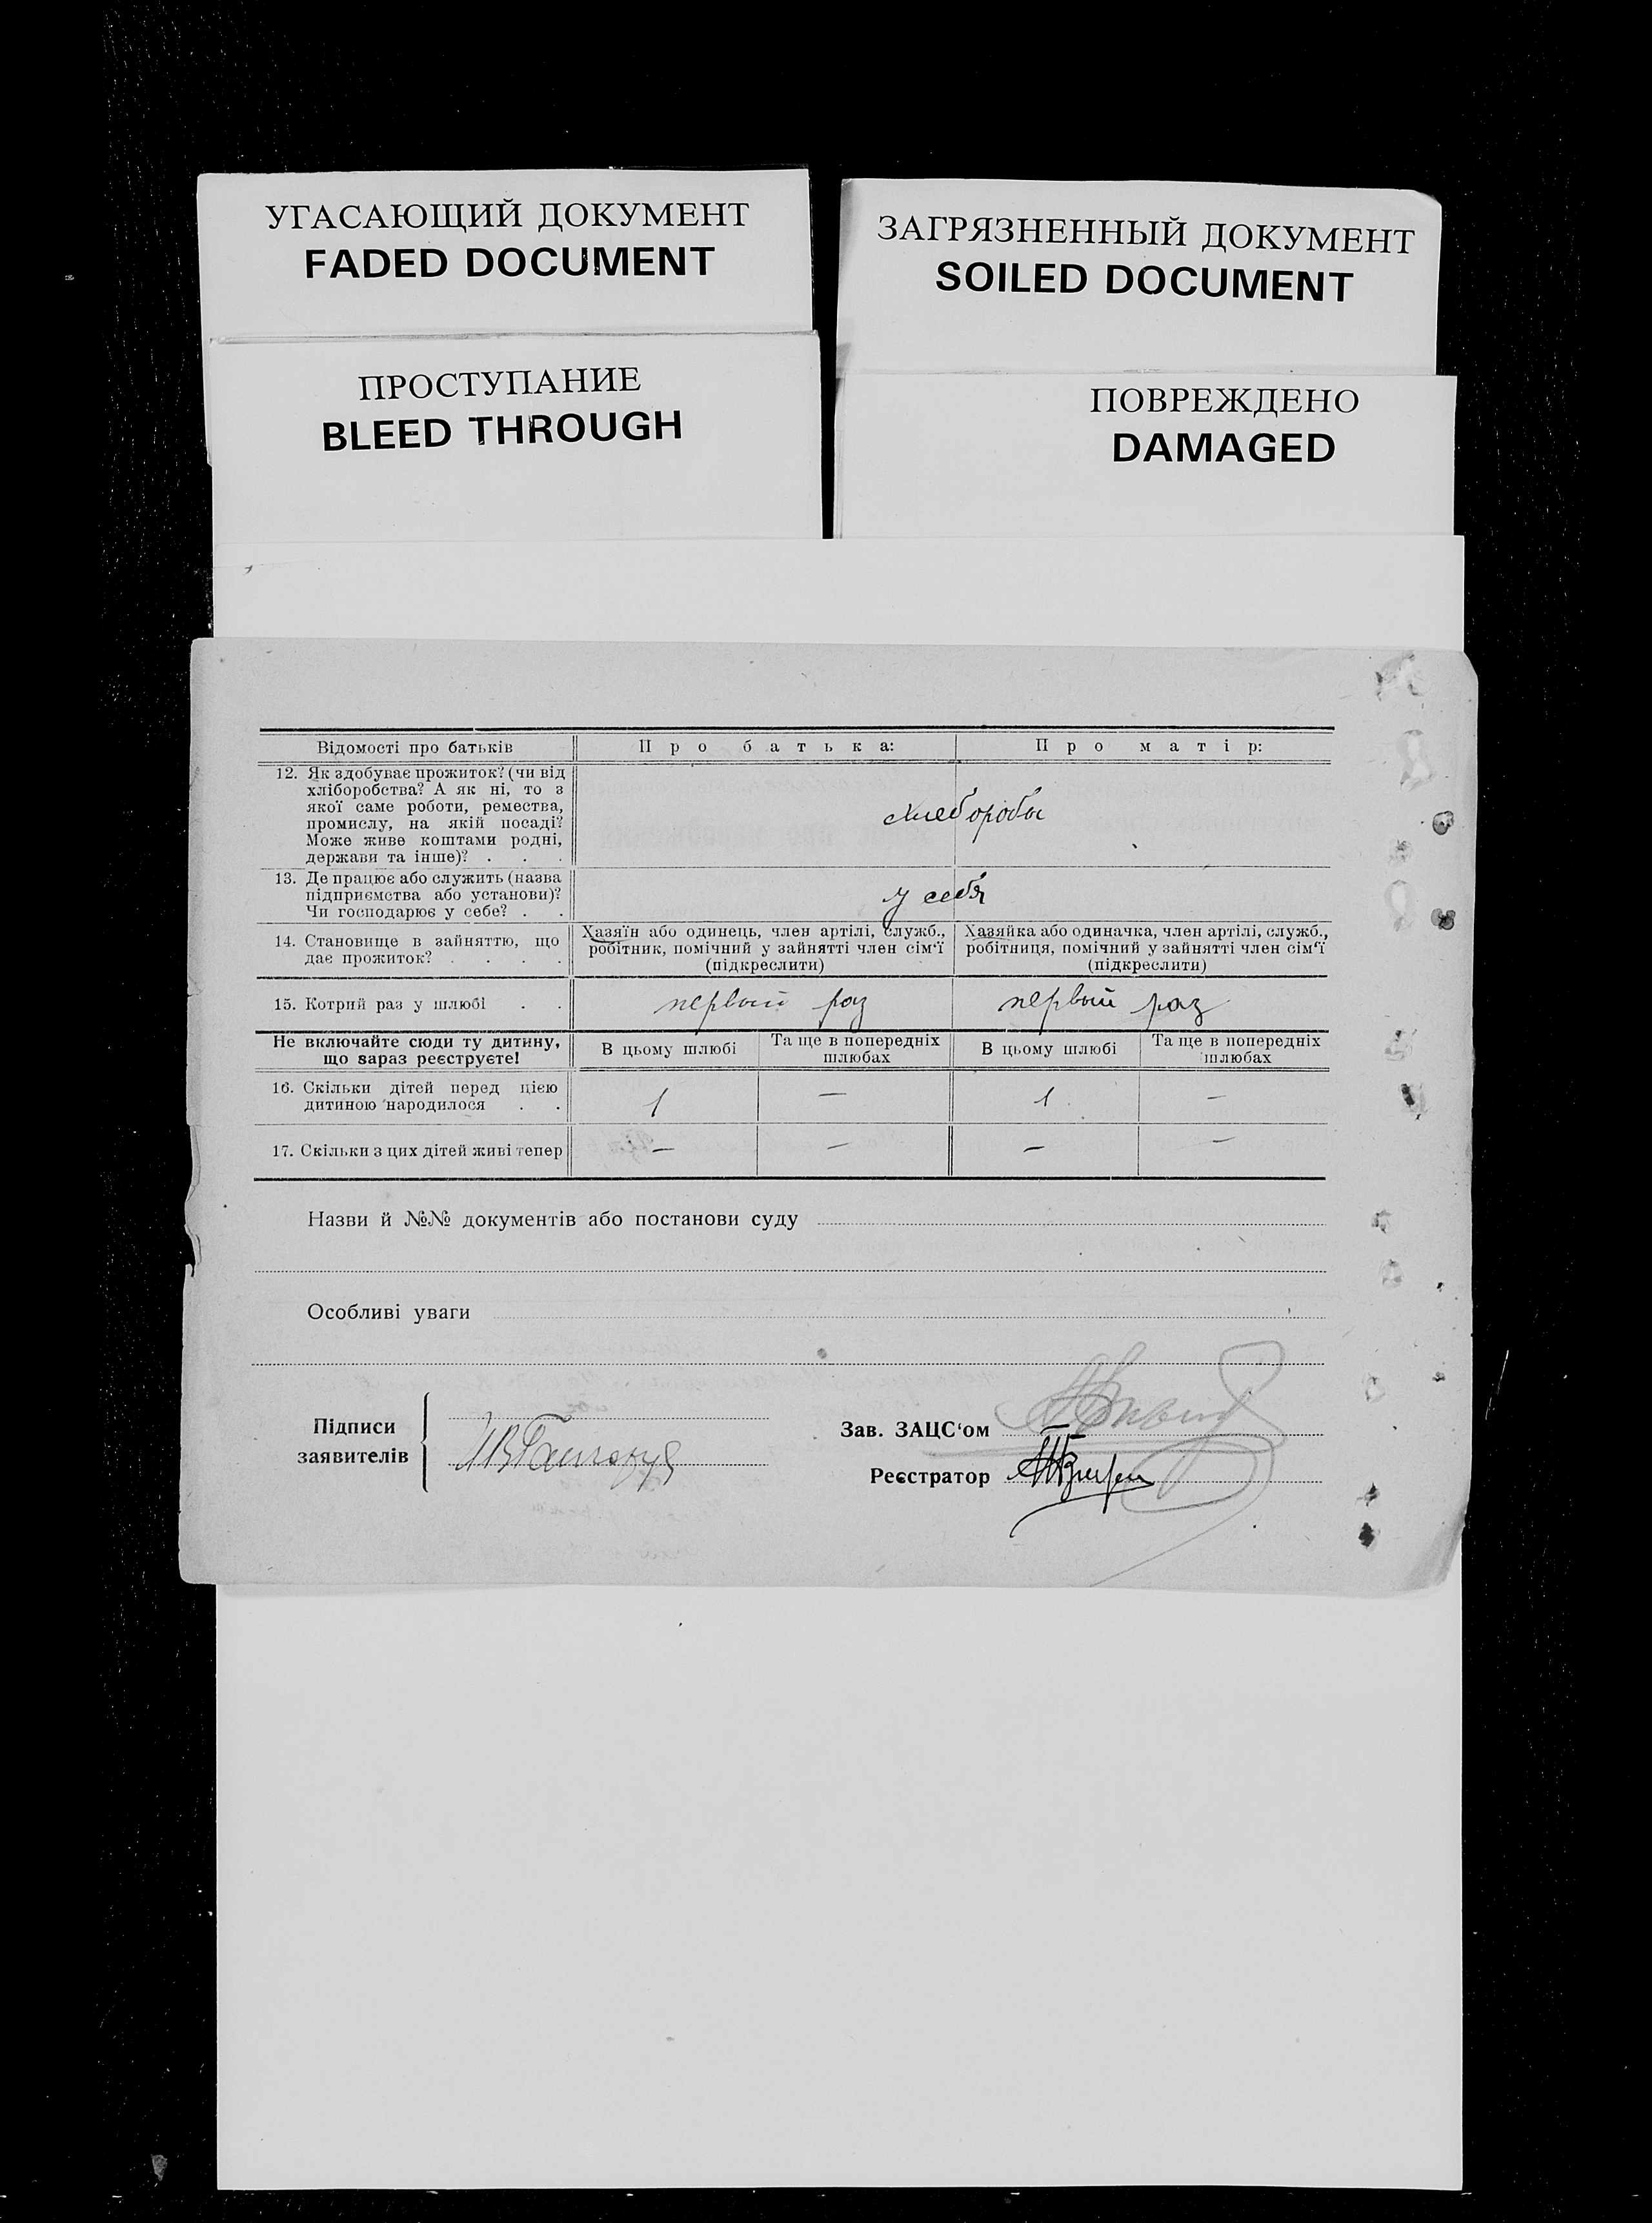 УГАСАЮЩИЙ ДОКУМЕНТ
FADED DOCUMENT
ЗАГРЯЗНЕННЫЙ ДОКУМЕНТ
SOILED DOCUMENT
ПРОСТУПАНИЕ
BLEED THROUGH
ПОВРЕЖДЕНО
DAMAGED
Відомості про батьків
Про батька:
Про матір:
12. Як здобуває прожиток? (чи від
хліборобства? А як ні, то з
якої саме роботи, ремества,
промислу, на якій посаді?
Може живе коштами родні,
держави та інше)? . . .
хлеборобы
13. Де працює або служить (назва
підприємства або установи)?
Чи господарює у себе? . .
у себя
14. Становище в зайняттю, що
дає прожиток? . . . .
Хазяїн або одинець, член артілі, служб.,
робітник, помічний у зайнятті член сім'ї
(підкреслити)
Хазяйка або одиначка, член артілі, служб.,
робітниця, помічний у зайнятті член сім'ї
(підкреслити)
15. Котрий раз у шлюбі . .
первый раз
первый раз
Не включайте сюди ту дитину,
що зараз реєструєте!
В цьому шлюбі
Та ще в попередніх
шлюбах
В цьому шлюбі
Та ще в попередніх
шлюбах
16. Скільки дітей перед цією
дитиною народилося . .
1
—
1
—
17. Скільки з цих дітей живі тепер
—
—
—
—
Назви й №№ документів або постанови суду
Особливі уваги
Підписи
заявителів
Зав. ЗАЦС'ом
Реєстратор